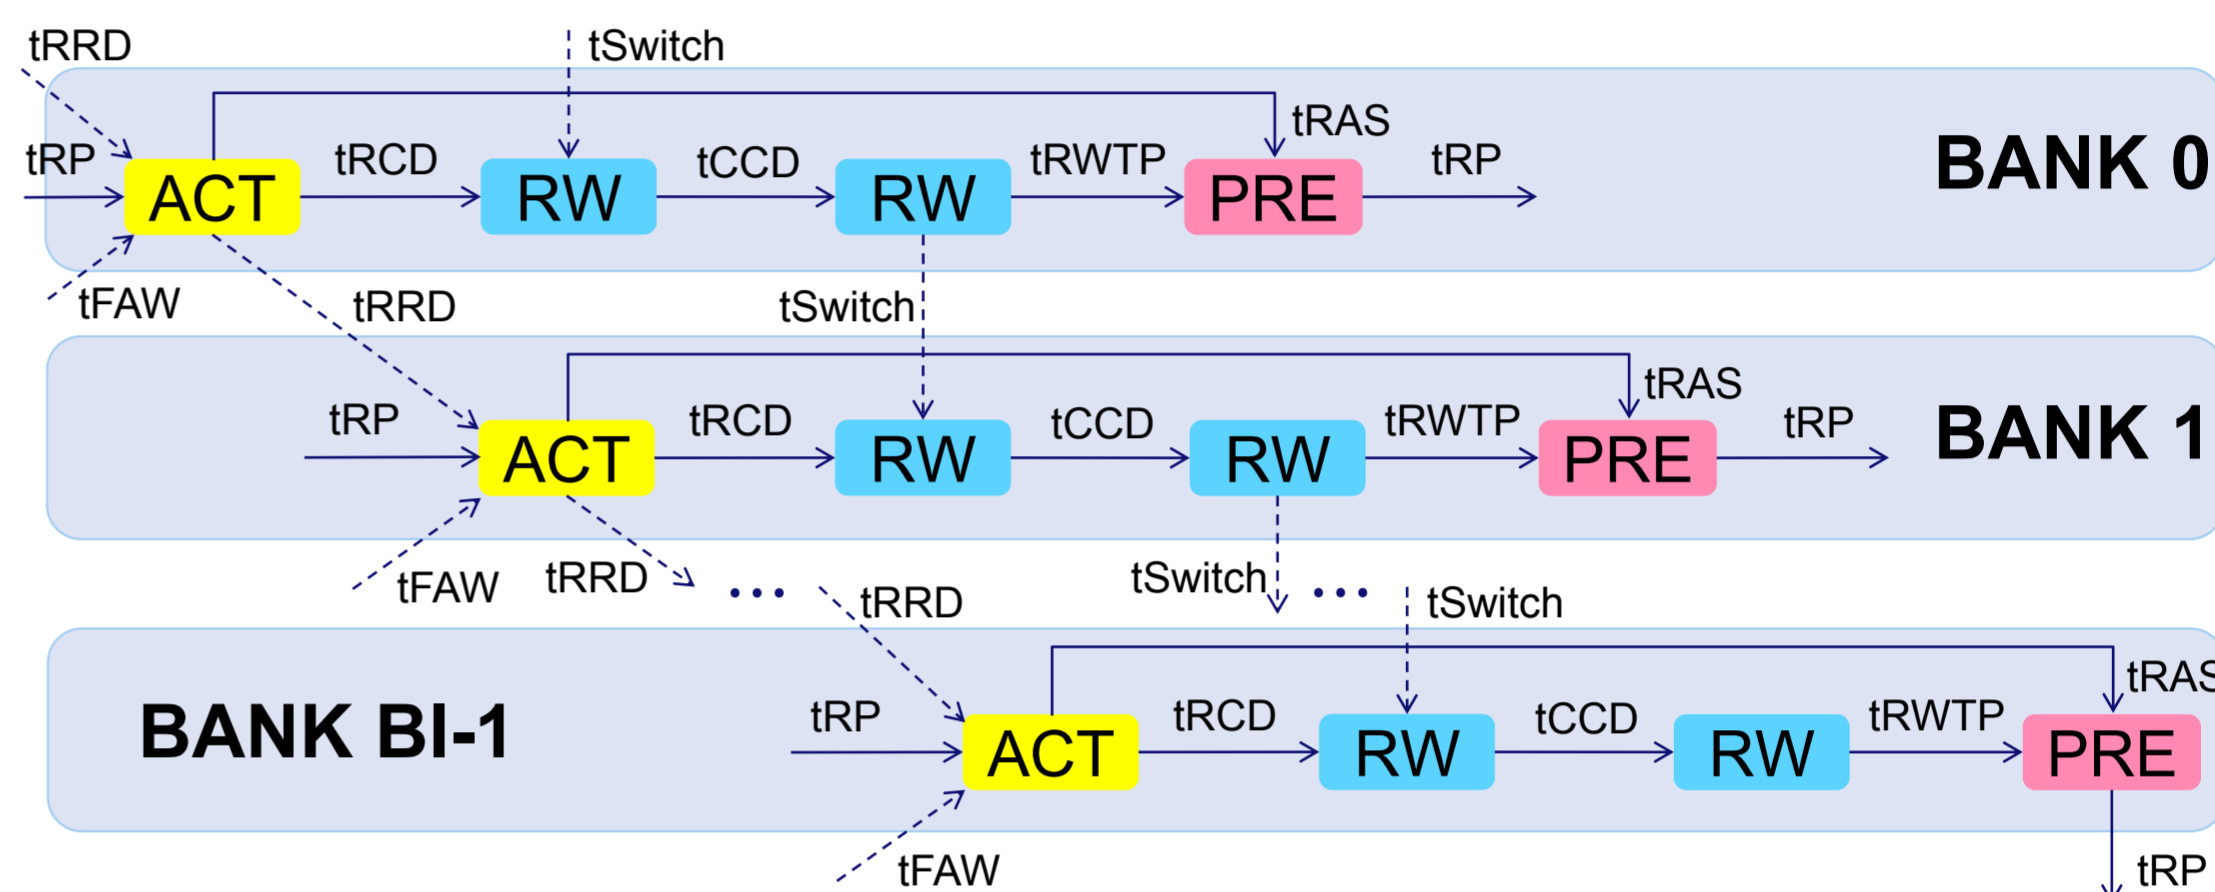 tRRD tSwitch
tRAS
tRP tRCD tCCD tRWTP tRP
ACT RW RW PRE BANK 0
tFAW tRRD tSwitch
tRAS
tRP tRCD tCCD tRWTP tRP
ACT RW RW PRE BANK 1
tFAW tRRD ... tRRD tSwitch ... tSwitch
tRAS
tRP tRCD tCCD tRWTP
BANK BI-1 ACT RW RW PRE
tFAW tRP